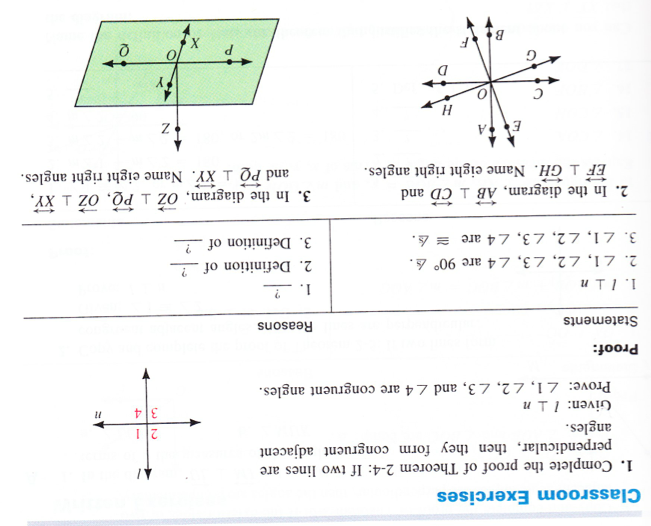 Classroom Exercises
1. Complete the proof of Theorem 2-4: If two lines are
perpendicular, then they form congruent adjacent
angles.
Given: l ⊥ n
Prove: ∠1, ∠2, ∠3, and ∠4 are congruent angles.
l
2 1
3 4
n
Proof:
Statements
Reasons
1. l ⊥ n
1. ?
2. ∠1, ∠2, ∠3, ∠4 are 90° ∠s.
2. Definition of ?
3. ∠1, ∠2, ∠3, ∠4 are ≅ ∠s.
3. Definition of ?
2. In the diagram, AB ⊥ CD and
EF ⊥ GH. Name eight right angles.
E A
H
C O D
G
F
B
3. In the diagram, OZ ⊥ PQ, OZ ⊥ XY,
and PQ ⊥ XY. Name eight right angles.
Z
Y
P O Q
X